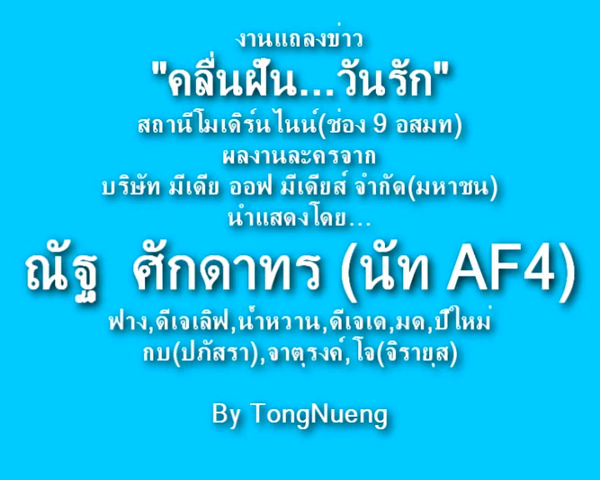 งานแถลงข่าว
"คลื่นฝัน...วันรัก"
สถานีโมเดิร์นไนน์(ช่อง 9 อสมท)
ผลงานละครจาก
บริษัท มีเดีย ออฟ มีเดียส์ จำกัด(มหาชน)
นำแสดงโดย...
ณัฐ ศักดาทร (นัท AF4)
ฟาง,ดีเจเลิฟ,น้ำหวาน,ดีเจเด,มด,ปีใหม่
กบ(ปภัสรา),จาตุรงค์,โจ(จิรายุส)
By TongNueng